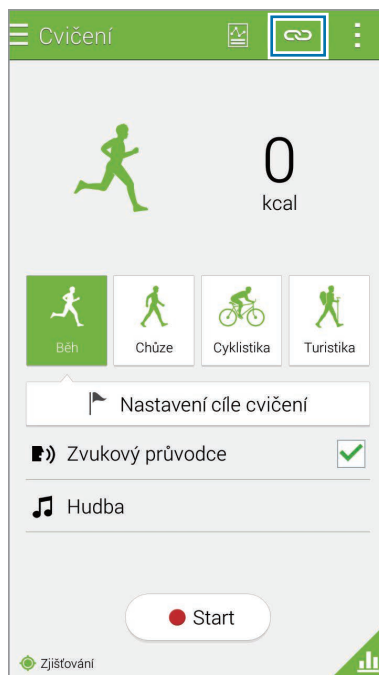 Cvičení
0
kcal
Běh
Chůze
Cyklistika
Turistika
Nastavení cíle cvičení
Zvukový průvodce
Hudba
Start
Zjišťování